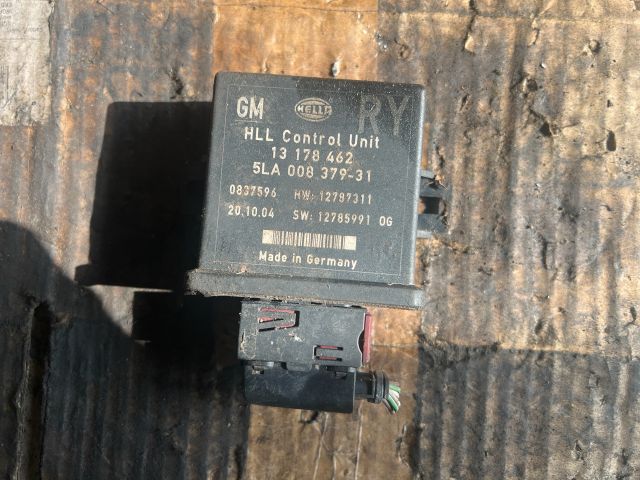 GM HELLA RY
HLL Control Unit
13 178 462
5LA 008 379-31
0837596 HW: 12787311
20.10.04 SW: 12785991 OG
Made in Germany